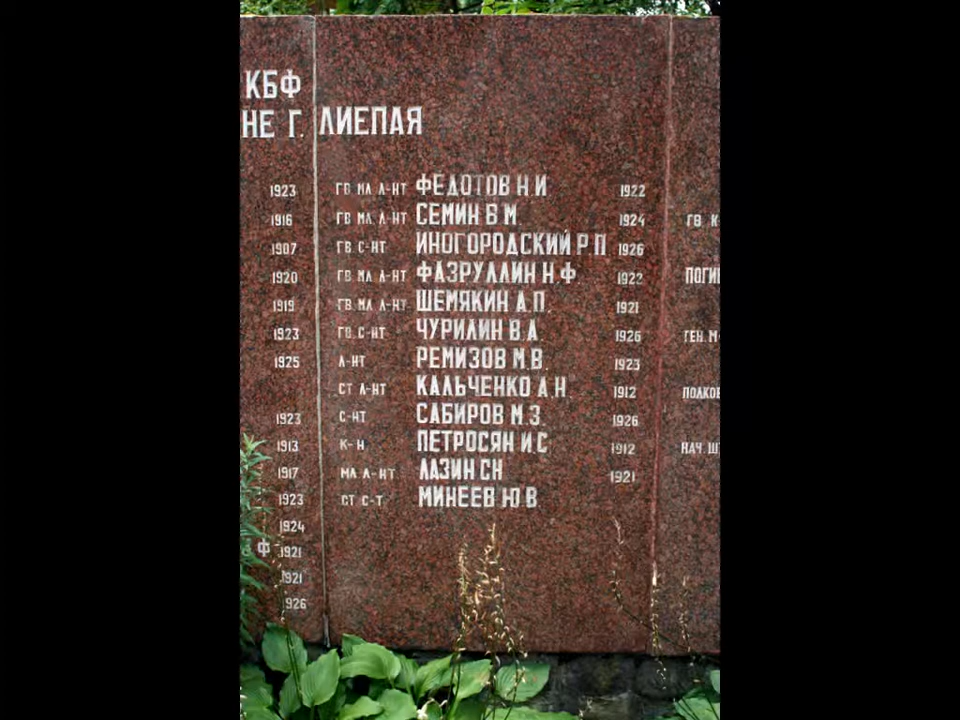 КБФ
НЕ Г. ЛИЕПАЯ
1923 ГВ МЛ Л-НТ ФЕДОТОВ Н И 1922
1916 ГВ МЛ Л НТ СЕМИН В М. 1924 ГВ К-
1907 ГВ С-НТ ИНОГОРОДСКИЙ Р П 1926
1920 ГВ МЛ Л-НТ ФАЗРУЛЛИН Н.Ф 1922 ПОГИ
1919 ГВ МЛ Л-НТ ШЕМЯКИН А.П. 1921
1923 ГВ С-НТ ЧУРИЛИН В.А 1926 ГЕН.М
1925 Л-НТ РЕМИЗОВ М.В. 1923
СТ Л-НТ КАЛЬЧЕНКО А.Н. 1912 ПОЛКОВ
1923 С-НТ САБИРОВ М.З. 1926
1913 К-Н ПЕТРОСЯН И.С 1912 НАЧ.Ш
1917 МЛ Л-НТ ЛАЗИН С Н 1921
1923 СТ С-Т МИНЕЕВ Ю.В
1924
Ф 1921
1921
1926